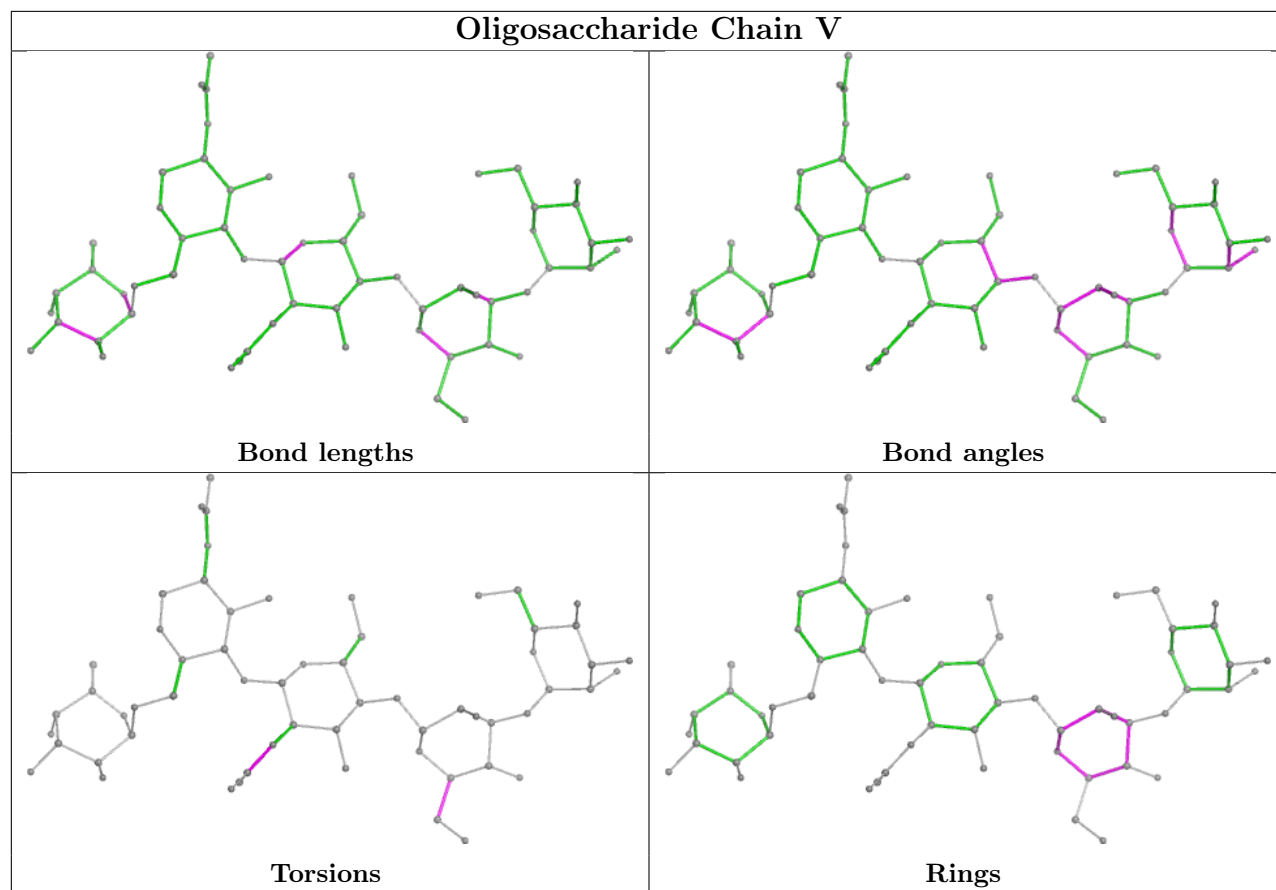 Oligosaccharide Chain V
Bond lengths
Bond angles
Torsions
Rings